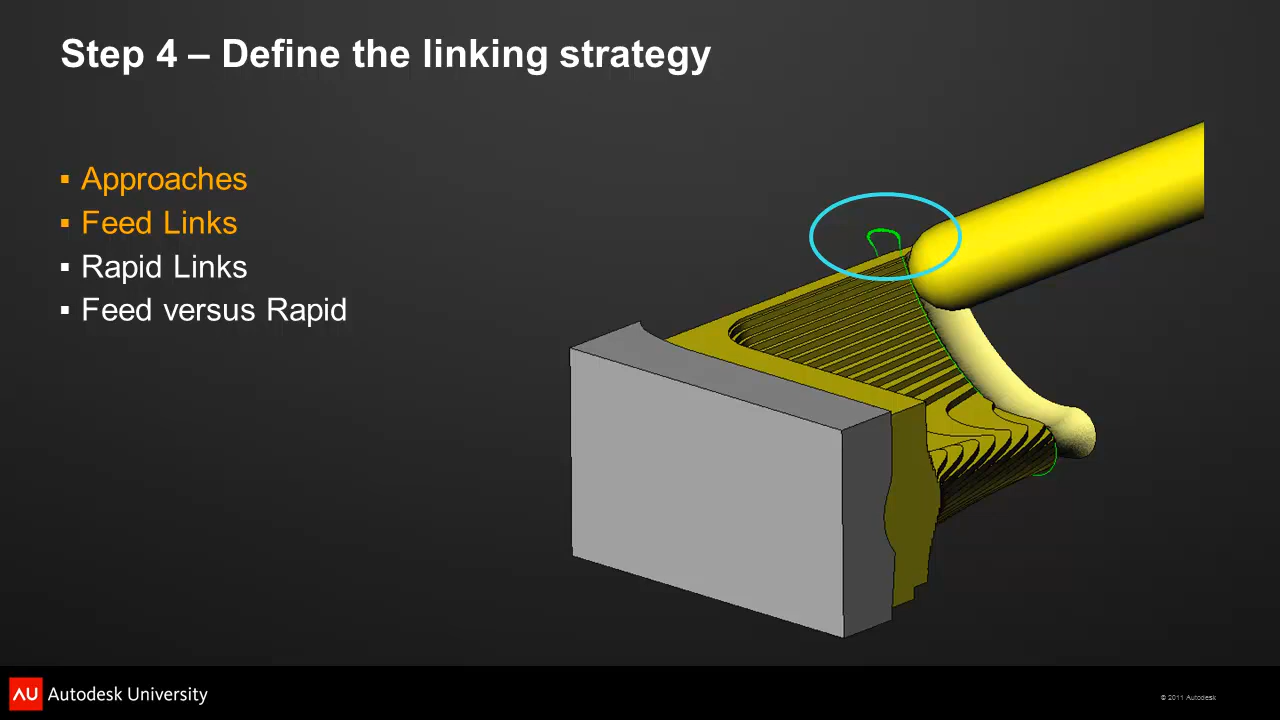 Step 4 – Define the linking strategy
▪ Approaches
▪ Feed Links
▪ Rapid Links
▪ Feed versus Rapid
AU Autodesk University
© 2011 Autodesk